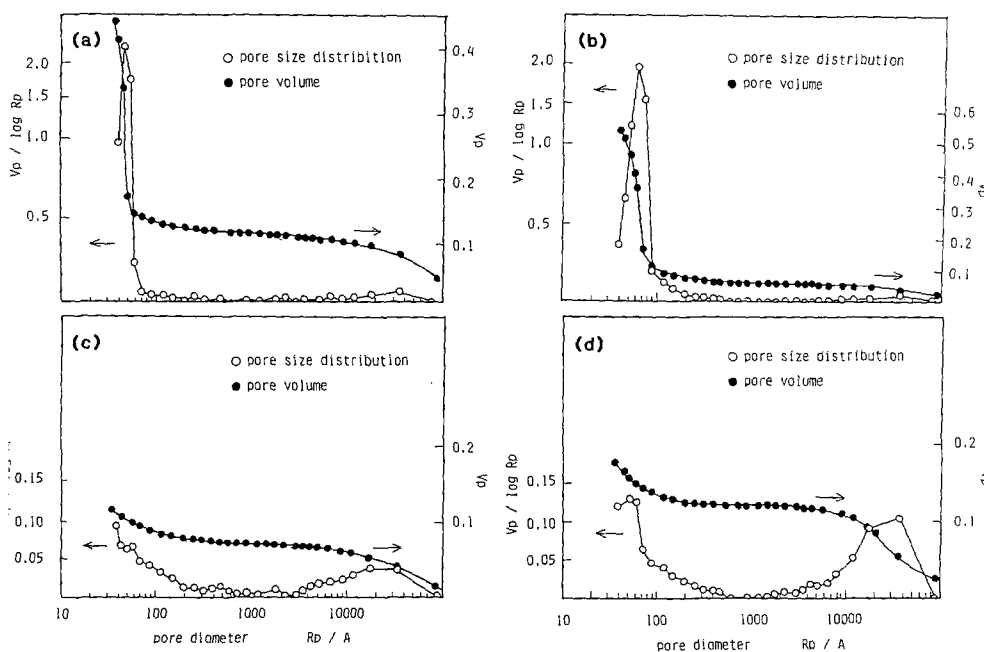 (a)
○ pore size distribition
● pore volume
2.0
1.5
1.0
0.5
Vp / log Rp
0.4
0.3
0.2
0.1
Vp
(b)
○ pore size distribution
● pore volume
2.0
1.5
1.0
0.5
Vp / log Rp
0.6
0.5
0.4
0.3
0.2
0.1
(c)
○ pore size distribution
● pore volume
0.15
0.10
0.05
0.2
0.1
Vp
10 100 1000 10000
pore diameter Rp / A
(d)
○ pore size distribution
● pore volume
0.15
0.10
0.05
Vp / log Rp
0.2
0.1
10 100 1000 10000
pore diameter Rp / A